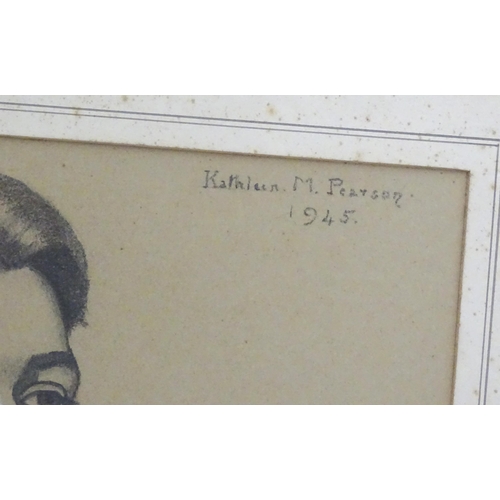 Kathleen. M. Pearson.
1945.